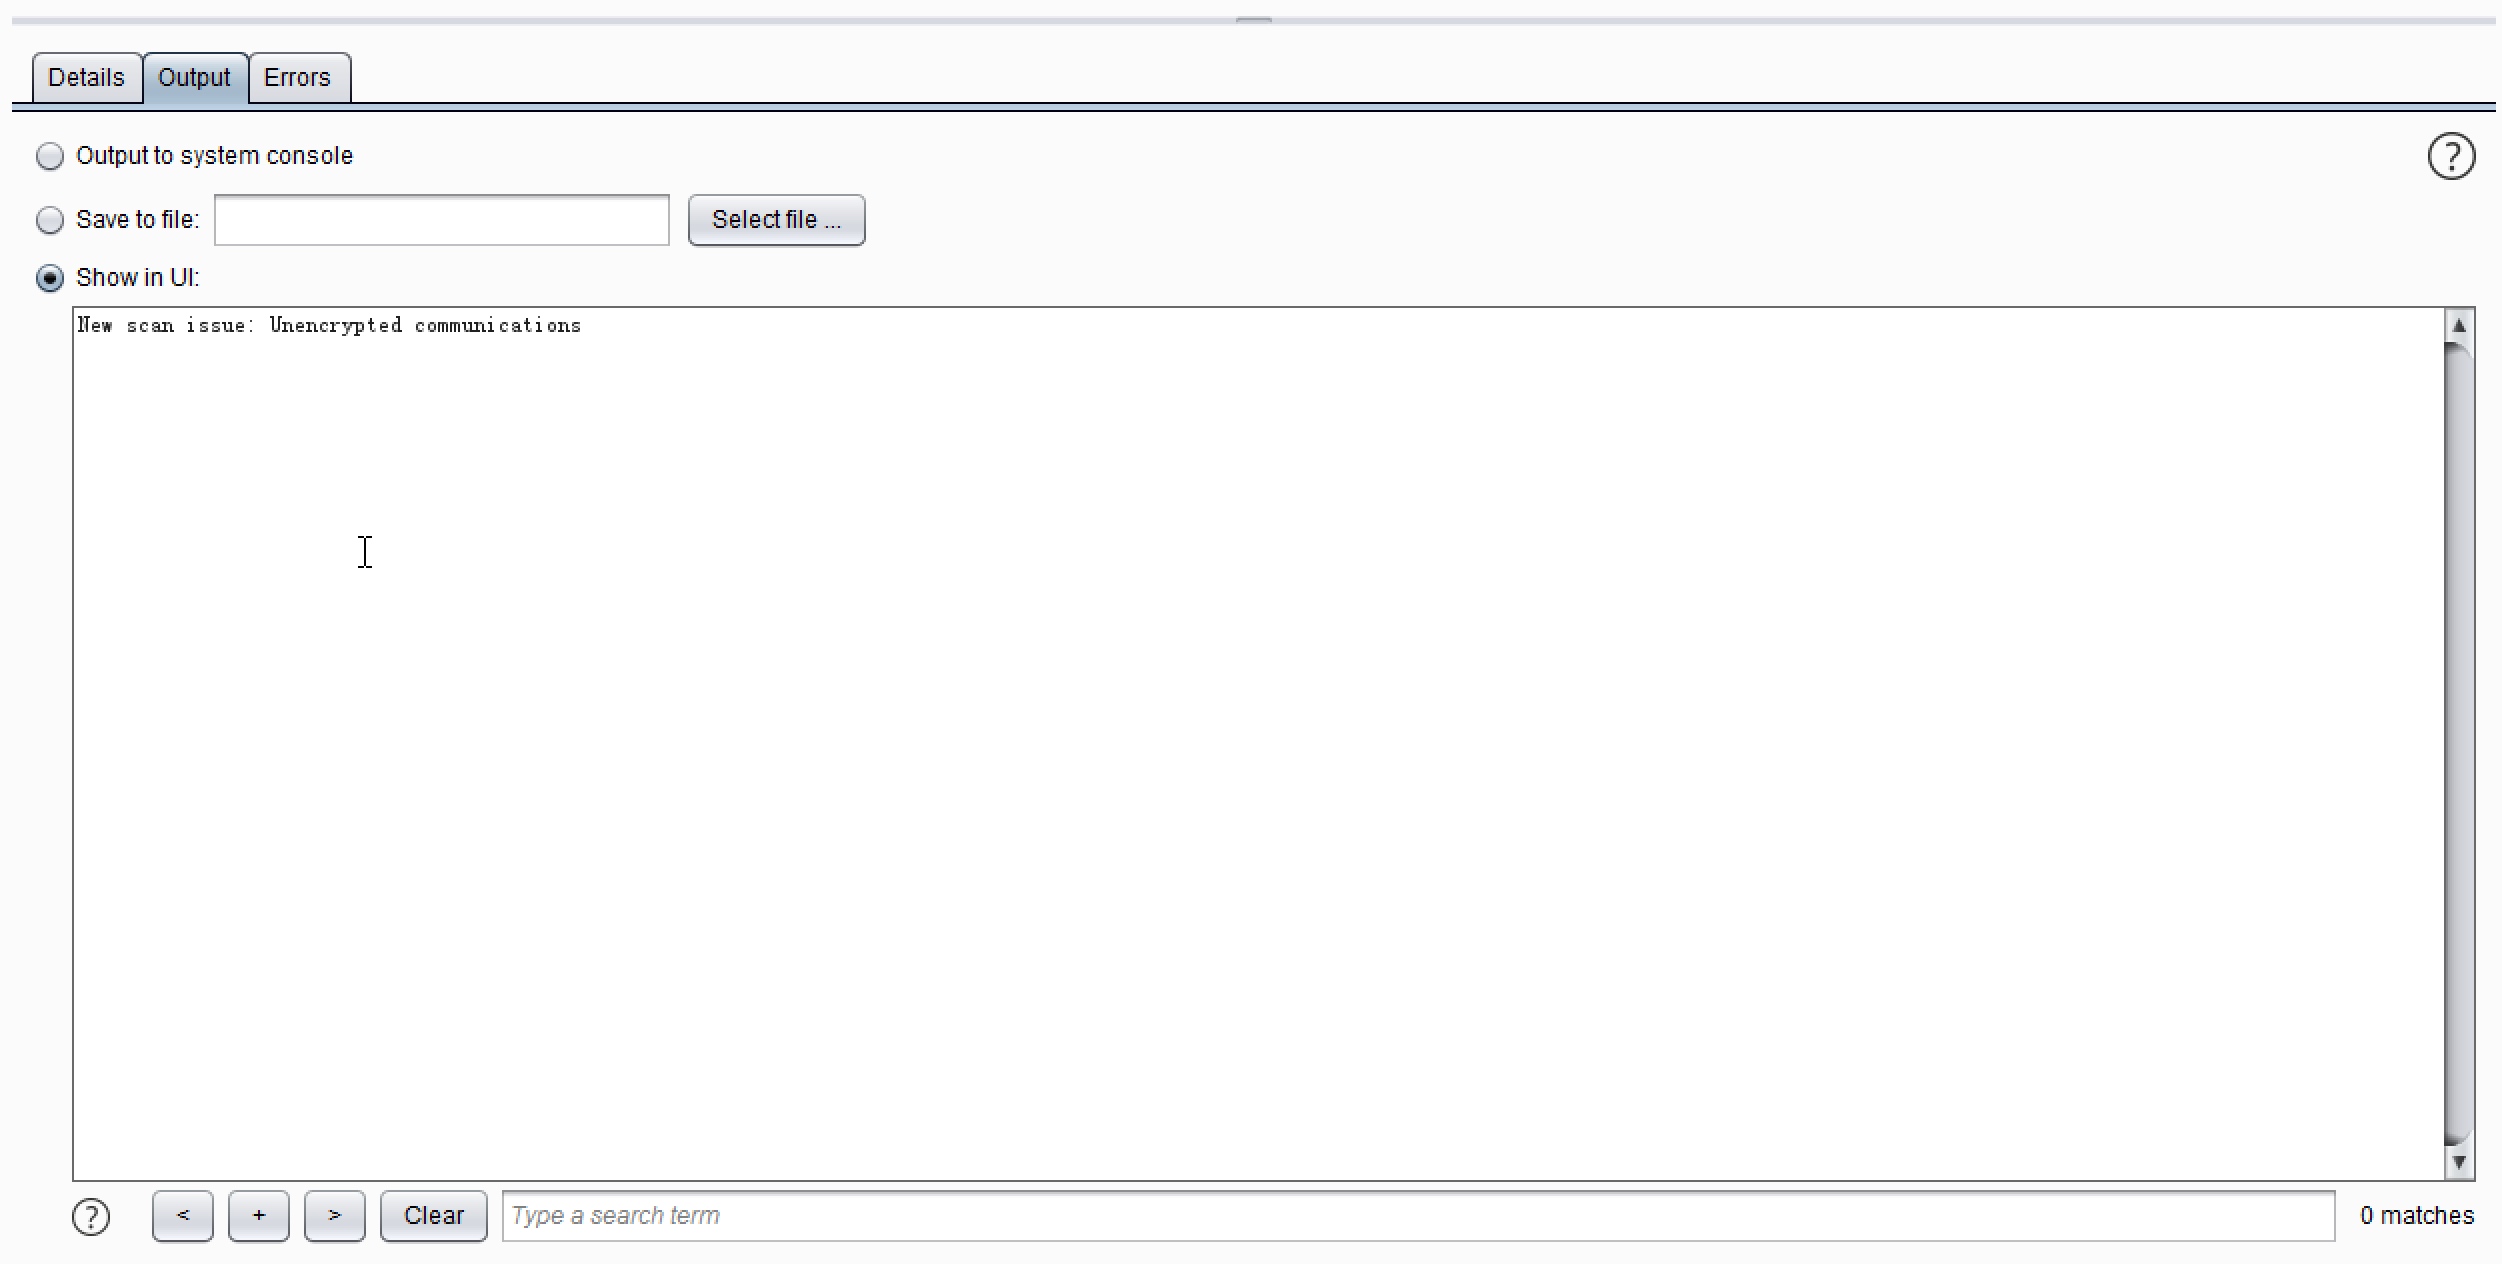 Details Output Errors
Output to system console ?
Save to file: Select file ...
Show in UI:
New scan issue: Unencrypted communications
? < + > Clear Type a search term 0 matches